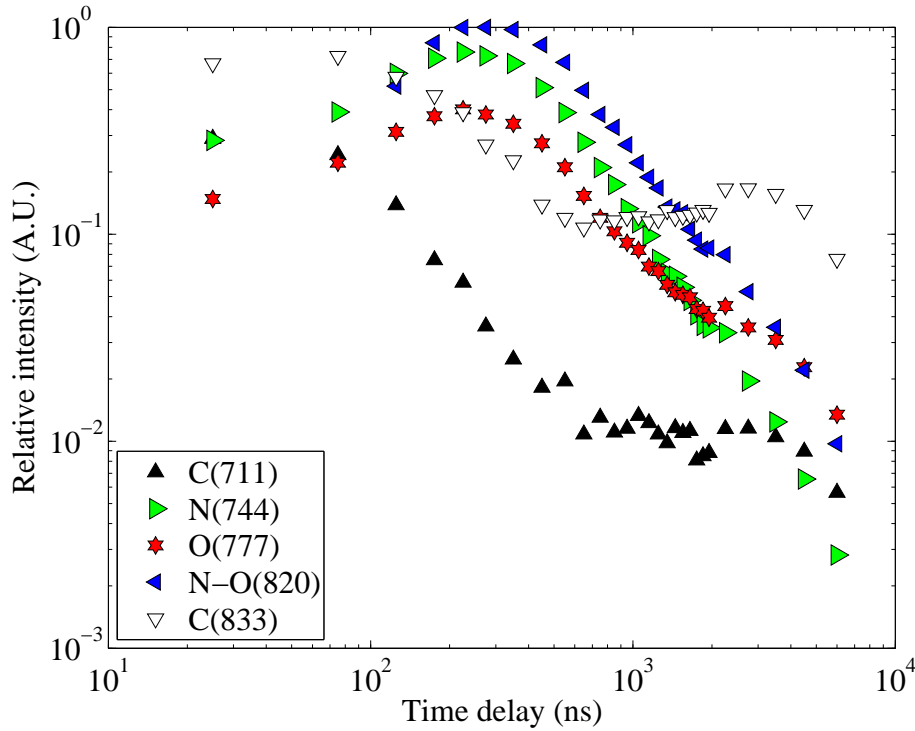 10^0
10^-1
10^-2
10^-3
Relative intensity (A.U.)
C(711)
N(744)
O(777)
N−O(820)
C(833)
10^1 10^2 10^3 10^4
Time delay (ns)